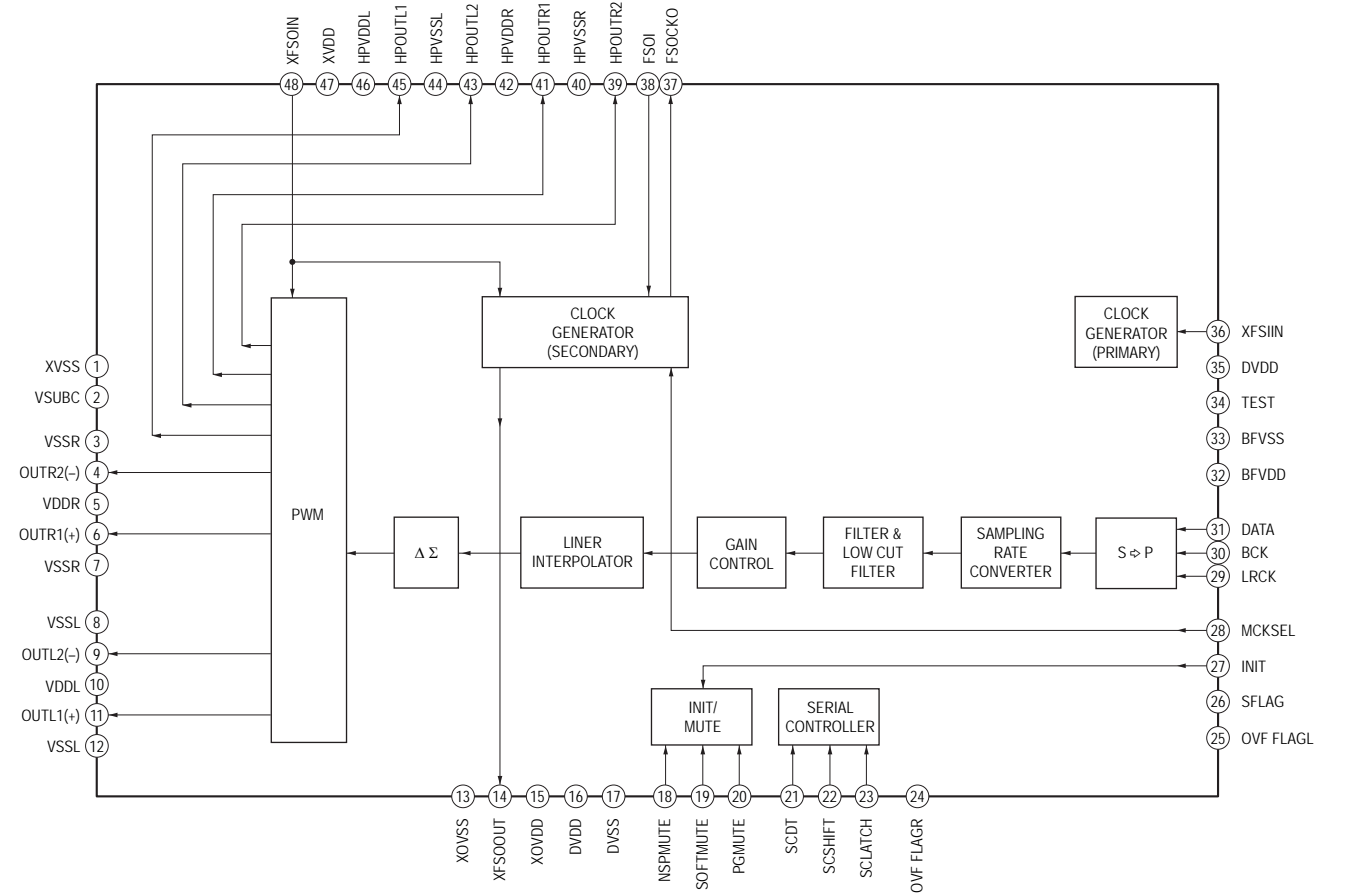 XFSOIN
XVDD
HPVDDL
HPOUTL1
HPVSSL
HPOUTL2
HPVDDR
HPOUTR1
HPVSSR
HPOUTR2
FSOI
FSOCKO
48 47 46 45 44 43 42 41 40 39 38 37
CLOCK
GENERATOR
(SECONDARY)
CLOCK
GENERATOR
(PRIMARY)
36 XFSIIN
35 DVDD
34 TEST
33 BFVSS
32 BFVDD
31 DATA
30 BCK
29 LRCK
28 MCKSEL
27 INIT
26 SFLAG
25 OVF FLAGL
XVSS 1
VSUBC 2
VSSR 3
OUTR2(–) 4
VDDR 5
OUTR1(+) 6
VSSR 7
VSSL 8
OUTL2(–) 9
VDDL 10
OUTL1(+) 11
VSSL 12
PWM
Δ Σ
LINER
INTERPOLATOR
GAIN
CONTROL
FILTER &
LOW CUT
FILTER
SAMPLING
RATE
CONVERTER
S ⇨ P
INIT/
MUTE
SERIAL
CONTROLLER
13 14 15 16 17 18 19 20 21 22 23 24
XOVSS
XFSOOUT
XOVDD
DVDD
DVSS
NSPMUTE
SOFTMUTE
PGMUTE
SCDT
SCSHIFT
SCLATCH
OVF FLAGR